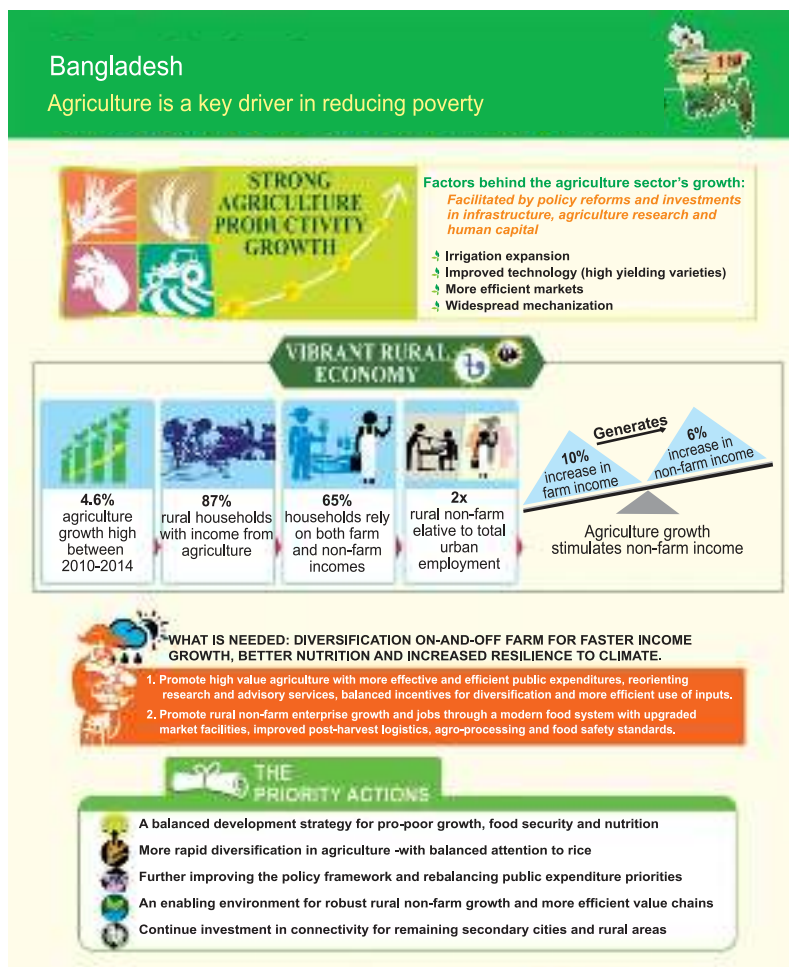 Bangladesh
Agriculture is a key driver in reducing poverty
STRONG
AGRICULTURE
PRODUCTIVITY
GROWTH
Factors behind the agriculture sector's growth:
Facilitated by policy reforms and investments
in infrastructure, agriculture research and
human capital
Irrigation expansion
Improved technology (high yielding varieties)
More efficient markets
Widespread mechanization
VIBRANT RURAL
ECONOMY
4.6%
agriculture
growth high
between
2010-2014
87%
rural households
with income from
agriculture
65%
households rely
on both farm
and non-farm
incomes
2x
rural non-farm
elative to total
urban
employment
Generates
10%
increase in
farm income
6%
increase in
non-farm income
Agriculture growth
stimulates non-farm income
WHAT IS NEEDED: DIVERSIFICATION ON-AND-OFF FARM FOR FASTER INCOME
GROWTH, BETTER NUTRITION AND INCREASED RESILIENCE TO CLIMATE.
1. Promote high value agriculture with more effective and efficient public expenditures, reorienting
research and advisory services, balanced incentives for diversification and more efficient use of inputs.
2. Promote rural non-farm enterprise growth and jobs through a modern food system with upgraded
market facilities, improved post-harvest logistics, agro-processing and food safety standards.
THE
PRIORITY ACTIONS
A balanced development strategy for pro-poor growth, food security and nutrition
More rapid diversification in agriculture -with balanced attention to rice
Further improving the policy framework and rebalancing public expenditure priorities
An enabling environment for robust rural non-farm growth and more efficient value chains
Continue investment in connectivity for remaining secondary cities and rural areas